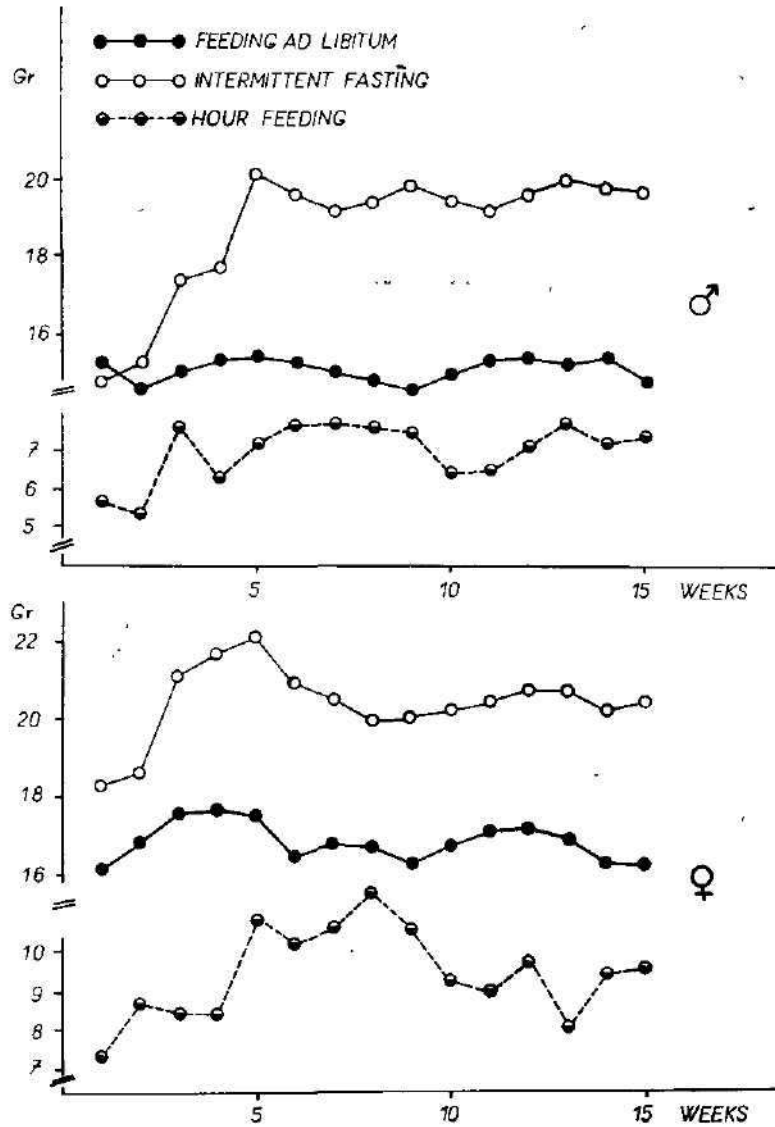 FEEDING AD LIBITUM
Gr
INTERMITTENT FASTING
HOUR FEEDING
20
18
16
♂
7
6
5
5 10 15 WEEKS
Gr
22
20
18
16
♀
10
9
8
7
5 10 15 WEEKS